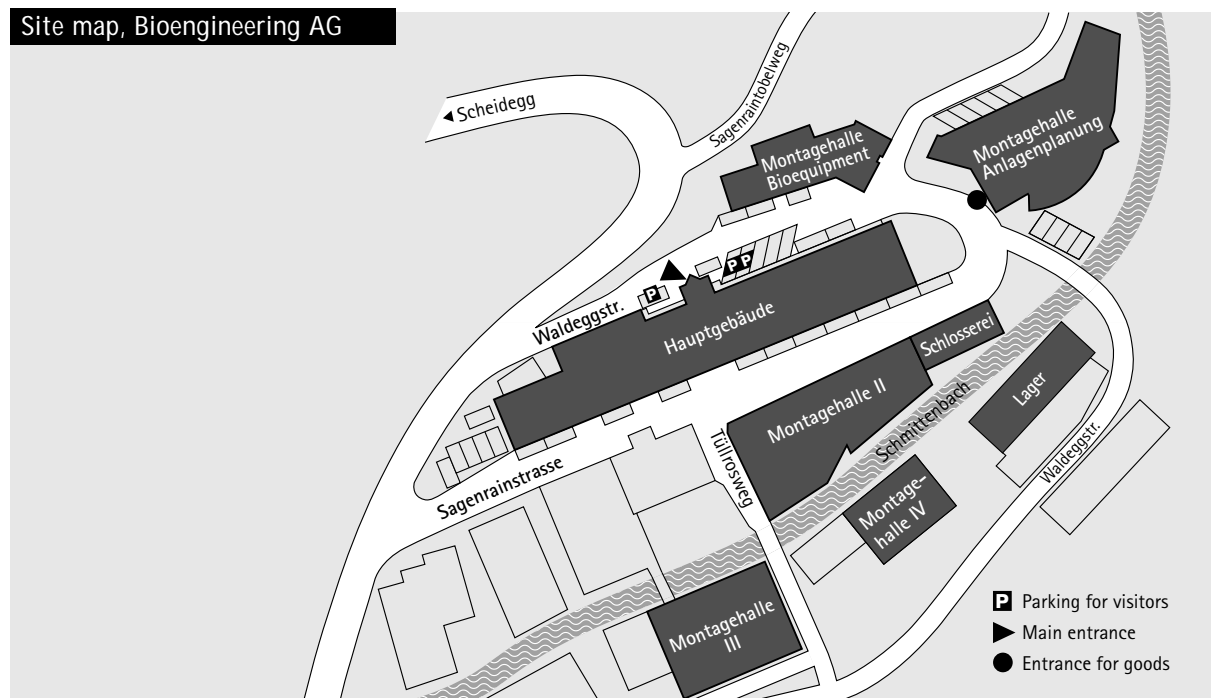 Site map, Bioengineering AG
Scheidegg
Sagenraintobelweg
Montagehalle
Bioequipment
Montagehalle
Anlagenplanung
P P
P
Waldeggstr.
Hauptgebäude
Schlosserei
Montagehalle II
Lager
Schmittenbach
Tüllrosweg
Sagenrainstrasse
Waldeggstr.
Montage-
halle IV
Montagehalle
III
P Parking for visitors
Main entrance
Entrance for goods